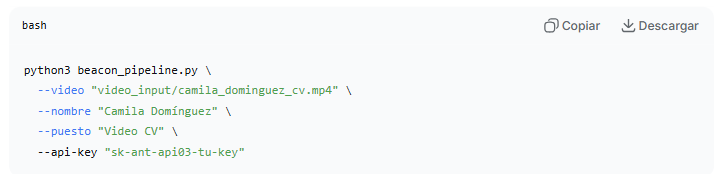 bash
Copiar
Descargar
python3 beacon_pipeline.py \
--video "video_input/camila_dominguez_cv.mp4" \
--nombre "Camila Domínguez" \
--puesto "Video CV" \
--api-key "sk-ant-api03-tu-key"